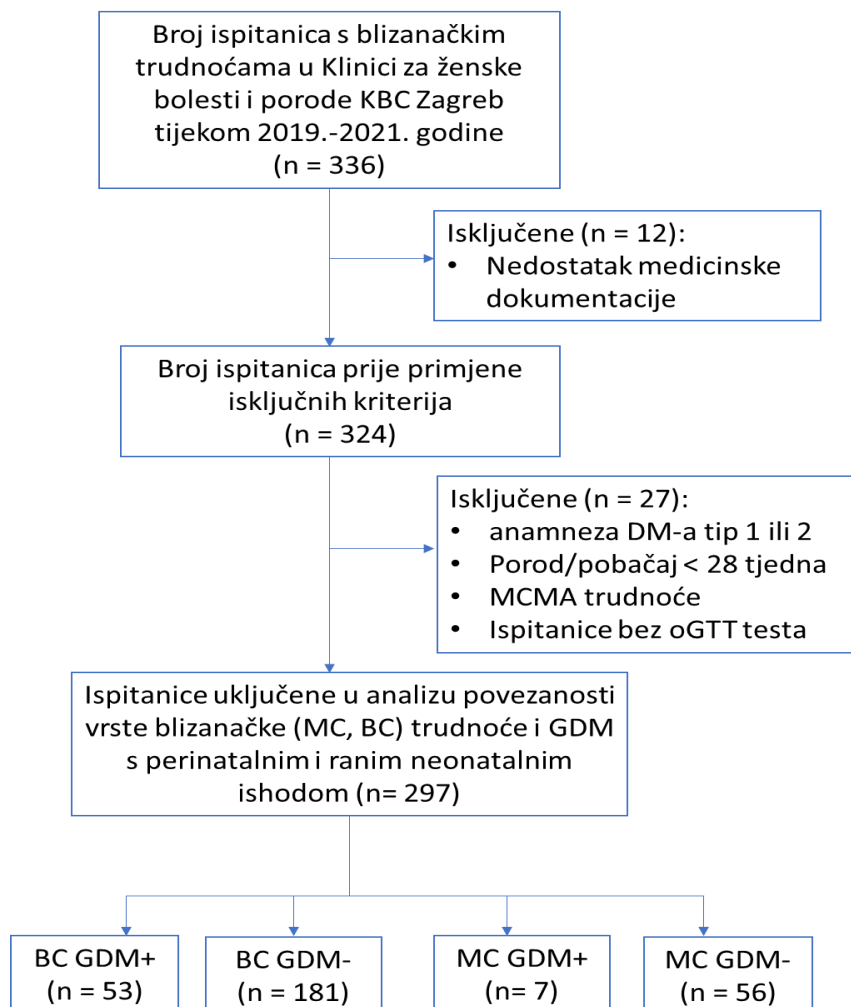 Broj ispitanica s blizanačkim
trudnoćama u Klinici za ženske
bolesti i porode KBC Zagreb
tijekom 2019.-2021. godine
(n = 336)
Isključene (n = 12):
• Nedostatak medicinske
dokumentacije
Broj ispitanica prije primjene
isključnih kriterija
(n = 324)
Isključene (n = 27):
• anamneza DM-a tip 1 ili 2
• Porod/pobačaj < 28 tjedna
• MCMA trudnoće
• Ispitanice bez oGTT testa
Ispitanice uključene u analizu povezanosti
vrste blizanačke (MC, BC) trudnoće i GDM
s perinatalnim i ranim neonatalnim
ishodom (n= 297)
BC GDM+
(n = 53)
BC GDM-
(n = 181)
MC GDM+
(n= 7)
MC GDM-
(n = 56)